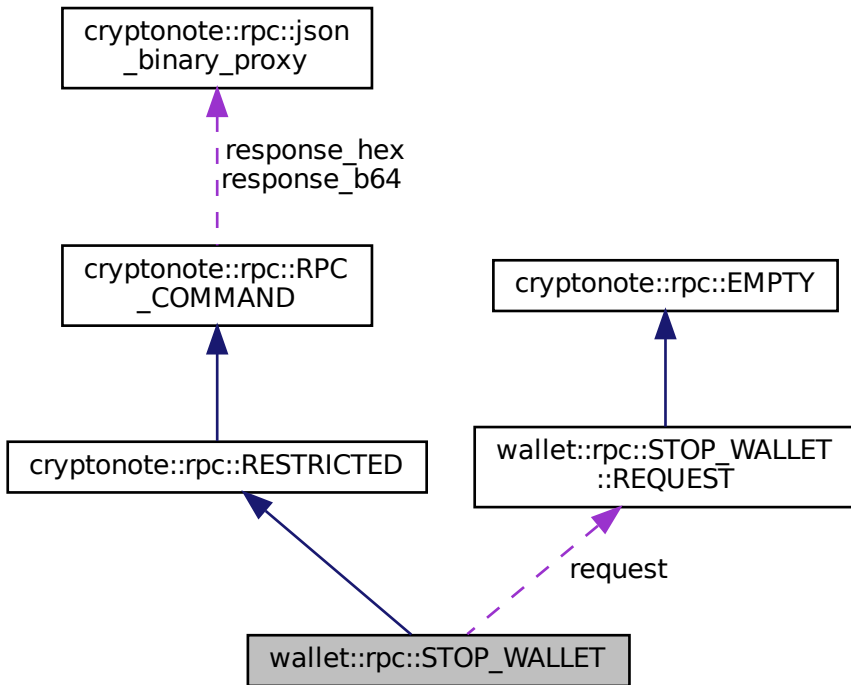 cryptonote::rpc::json
_binary_proxy
response_hex
response_b64
cryptonote::rpc::RPC
_COMMAND
cryptonote::rpc::EMPTY
cryptonote::rpc::RESTRICTED
wallet::rpc::STOP_WALLET
::REQUEST
request
wallet::rpc::STOP_WALLET